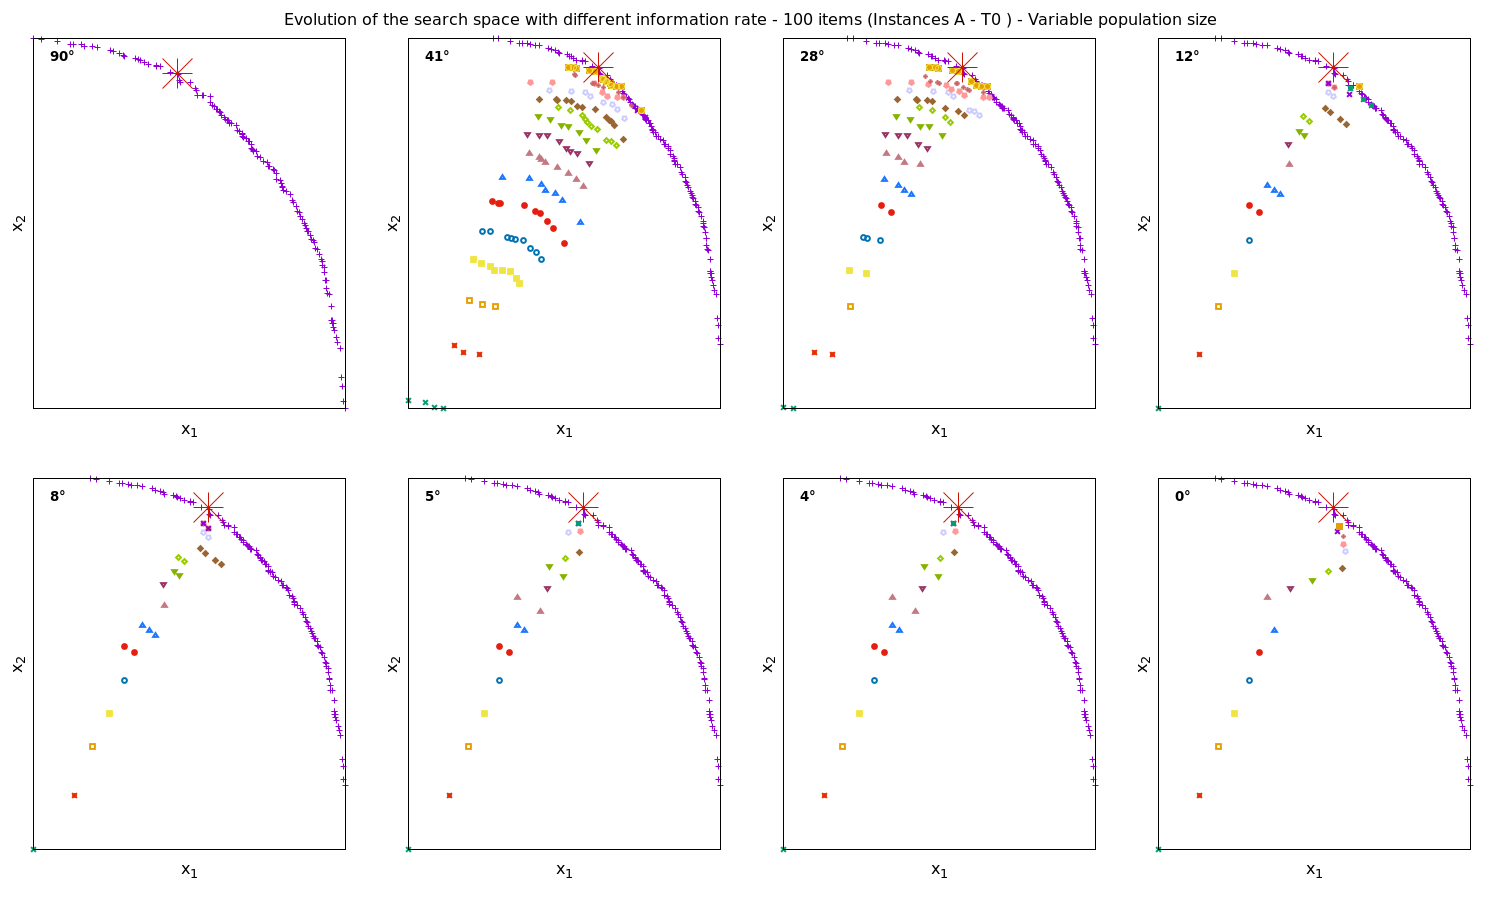 Evolution of the search space with different information rate - 100 items (Instances A - T0 ) - Variable population size
90°
41°
28°
12°
x2
x2
x2
x2
x1
x1
x1
x1
8°
5°
4°
0°
x2
x2
x2
x2
x1
x1
x1
x1